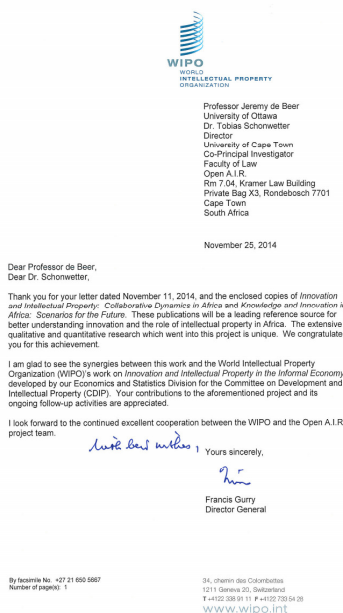 WIPO
WORLD
INTELLECTUAL PROPERTY
ORGANIZATION
Professor Jeremy de Beer
University of Ottawa
Dr. Tobias Schonwetter
Director
University of Cape Town
Co-Principal Investigator
Faculty of Law
Open A.I.R.
Rm 7.04, Kramer Law Building
Private Bag X3, Rondebosch 7701
Cape Town
South Africa
November 25, 2014
Dear Professor de Beer,
Dear Dr. Schonwetter,
Thank you for your letter dated November 11, 2014, and the enclosed copies of Innovation
and Intellectual Property: Collaborative Dynamics in Africa and Knowledge and Innovation i
Africa: Scenarios for the Future. These publications will be a leading reference source for
better understanding innovation and the role of intellectual property in Africa. The extensive
qualitative and quantitative research which went into this project is unique. We congratulate
you for this achievement.
I am glad to see the synergies between this work and the World Intellectual Property
Organization (WIPO)'s work on Innovation and Intellectual Property in the Informal Economy
developed by our Economics and Statistics Division for the Committee on Development and
Intellectual Property (CDIP). Your contributions to the aforementioned project and its
ongoing follow-up activities are appreciated.
I look forward to the continued excellent cooperation between the WIPO and the Open A.I.R
project team.
With best wishes, Yours sincerely,
Francis Gurry
Director General
By facsimile No. +27 21 650 5667
Number of page(s): 1
34, chemin des Colombettes
1211 Geneva 20, Switzerland
T +4122 338 91 11 F +4122 733 54 28
www.wipo.int